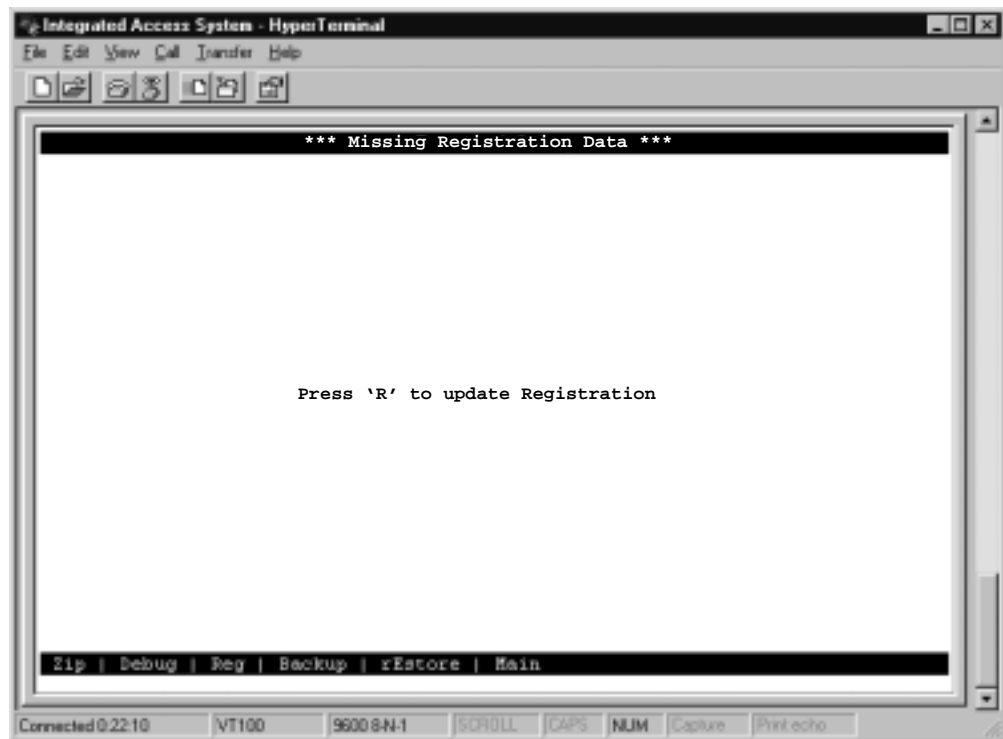 Integrated Access System - HyperTerminal
File Edit View Call Transfer Help
*** Missing Registration Data ***
Press ‘R’ to update Registration
Zip | Debug | Reg | Backup | rEstore | Main
Connected 0:22:10 VT100 9600 8-N-1 SCROLL CAPS NUM Capture Print echo